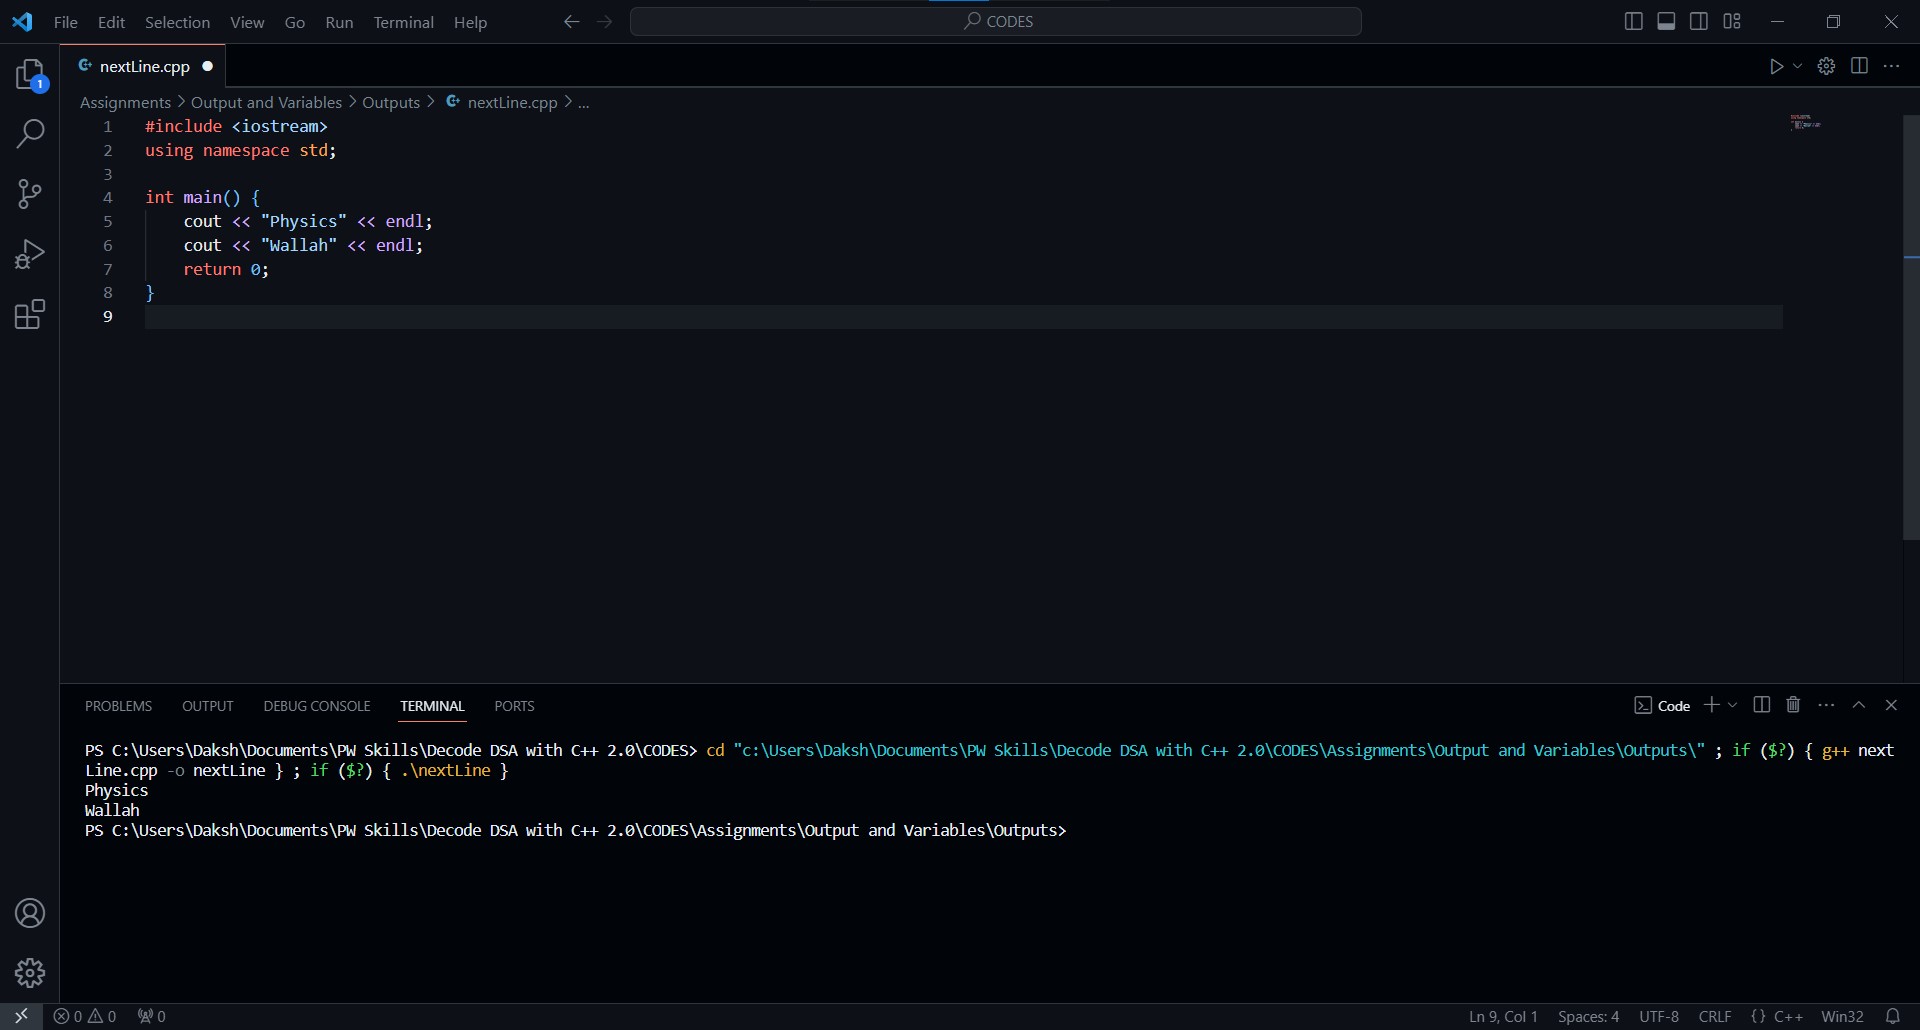 File Edit Selection View Go Run Terminal Help CODES
nextLine.cpp
1
Assignments > Output and Variables > Outputs > nextLine.cpp > ...
1 #include <iostream>
2 using namespace std;
3
4 int main() {
5 cout << "Physics" << endl;
6 cout << "Wallah" << endl;
7 return 0;
8 }
9
PROBLEMS OUTPUT DEBUG CONSOLE TERMINAL PORTS Code
PS C:\Users\Daksh\Documents\PW Skills\Decode DSA with C++ 2.0\CODES> cd "c:\Users\Daksh\Documents\PW Skills\Decode DSA with C++ 2.0\CODES\Assignments\Output and Variables\Outputs\" ; if ($?) { g++ next
Line.cpp -o nextLine } ; if ($?) { .\nextLine }
Physics
Wallah
PS C:\Users\Daksh\Documents\PW Skills\Decode DSA with C++ 2.0\CODES\Assignments\Output and Variables\Outputs>
0 0 0 Ln 9, Col 1 Spaces: 4 UTF-8 CRLF {} C++ Win32